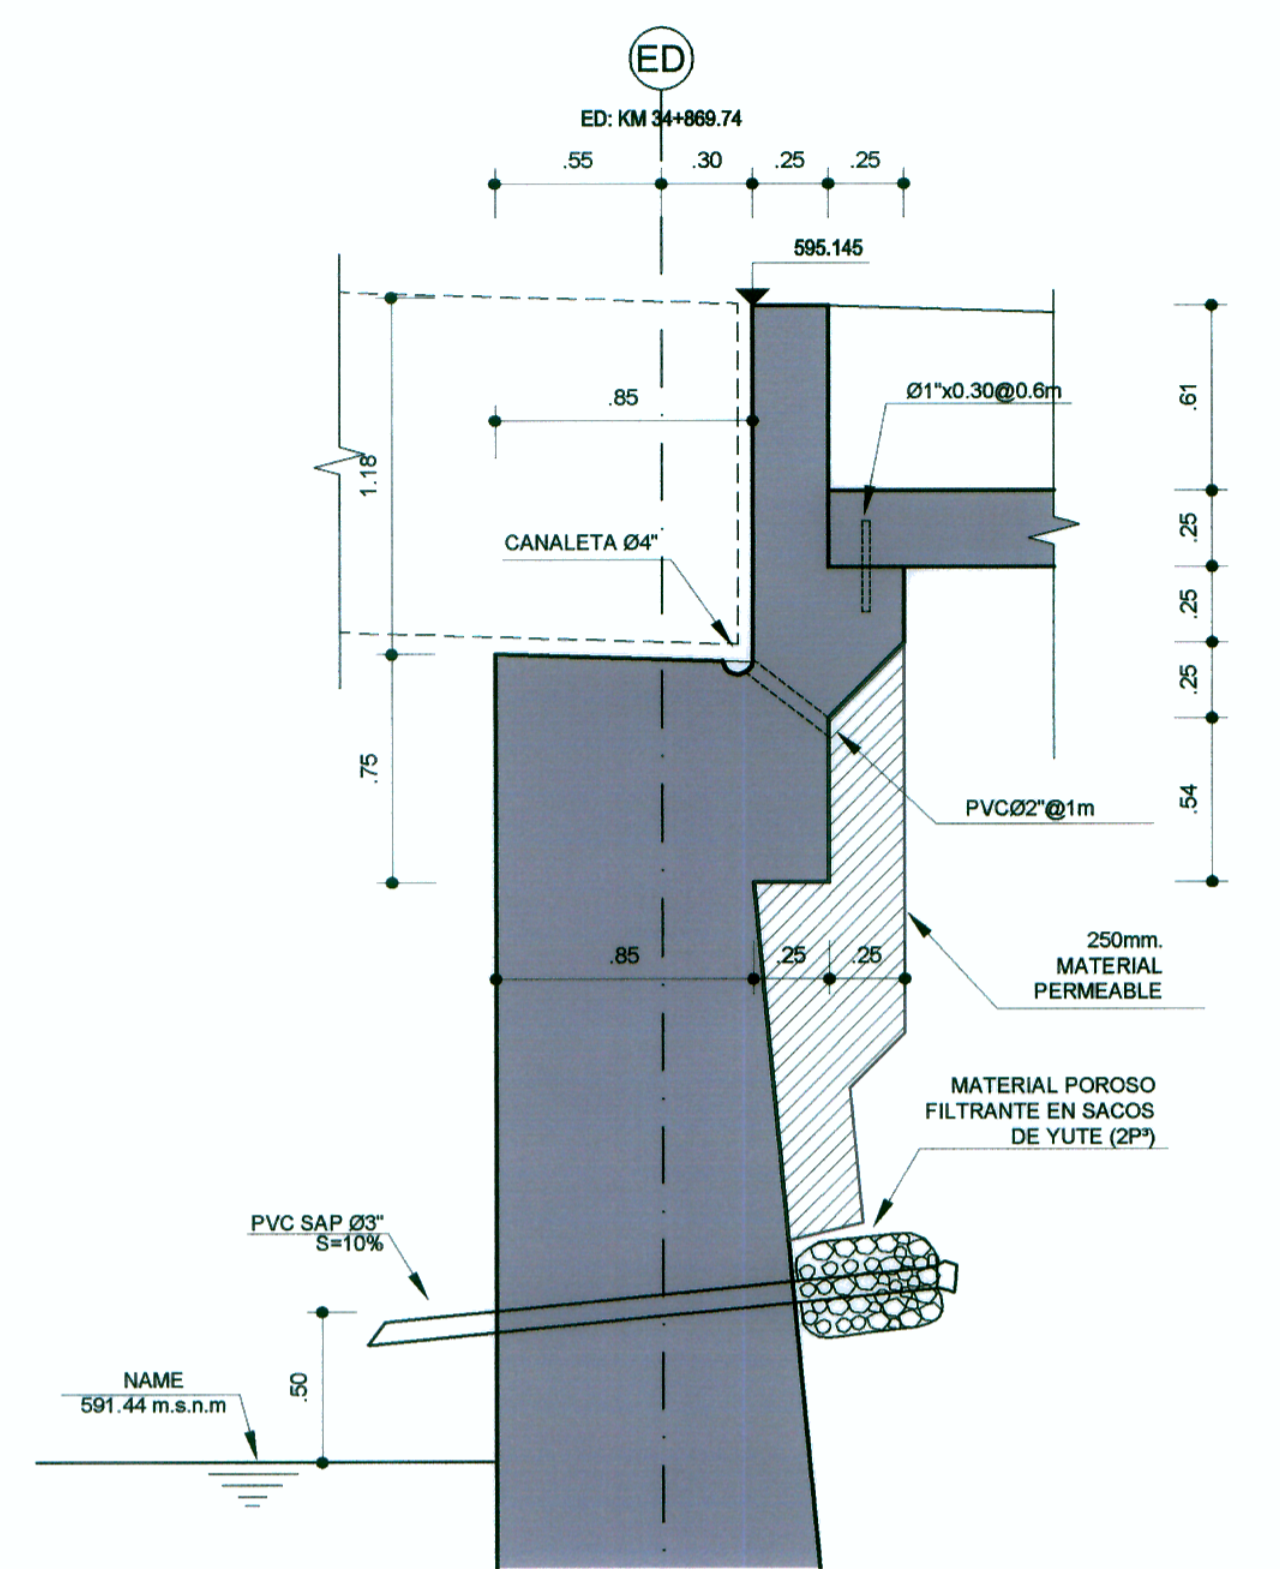 ED
ED: KM 34+869.74
.55
.30
.25
.25
595.145
.85
Ø1"x0.30@0.6m
.61
1.18
CANALETA Ø4"
.25
.25
.25
.75
.54
PVCØ2"@1m
.85
.25
.25
250mm.
MATERIAL
PERMEABLE
MATERIAL POROSO
FILTRANTE EN SACOS
DE YUTE (2P³)
PVC SAP Ø3"
S=10%
.50
NAME
591.44 m.s.n.m